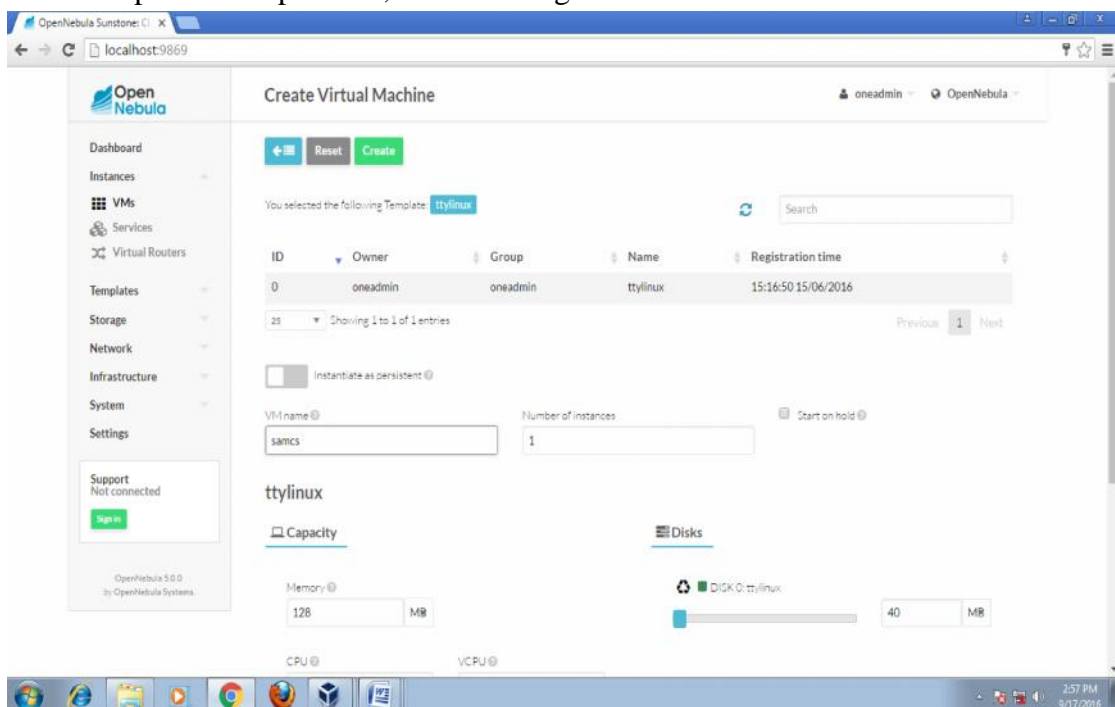 OpenNebula Sunstone: Cl
localhost:9869
Open
Nebula
Create Virtual Machine
oneadmin
OpenNebula
Dashboard
Instances
VMs
Services
Virtual Routers
Templates
Storage
Network
Infrastructure
System
Settings
Support
Not connected
Sign in
OpenNebula 5.0.0
by OpenNebula Systems.
Reset Create
You selected the following Template: ttylinux
Search
ID Owner Group Name Registration time
0 oneadmin oneadmin ttylinux 15:16:50 15/06/2016
25 Showing 1 to 1 of 1 entries
Previous 1 Next
Instantiate as persistent
VM name Number of instances Start on hold
samcs 1
ttylinux
Capacity Disks
Memory DISK 0: ttylinux
128 MB 40 MB
CPU VCPU
2:57 PM
9/17/2016